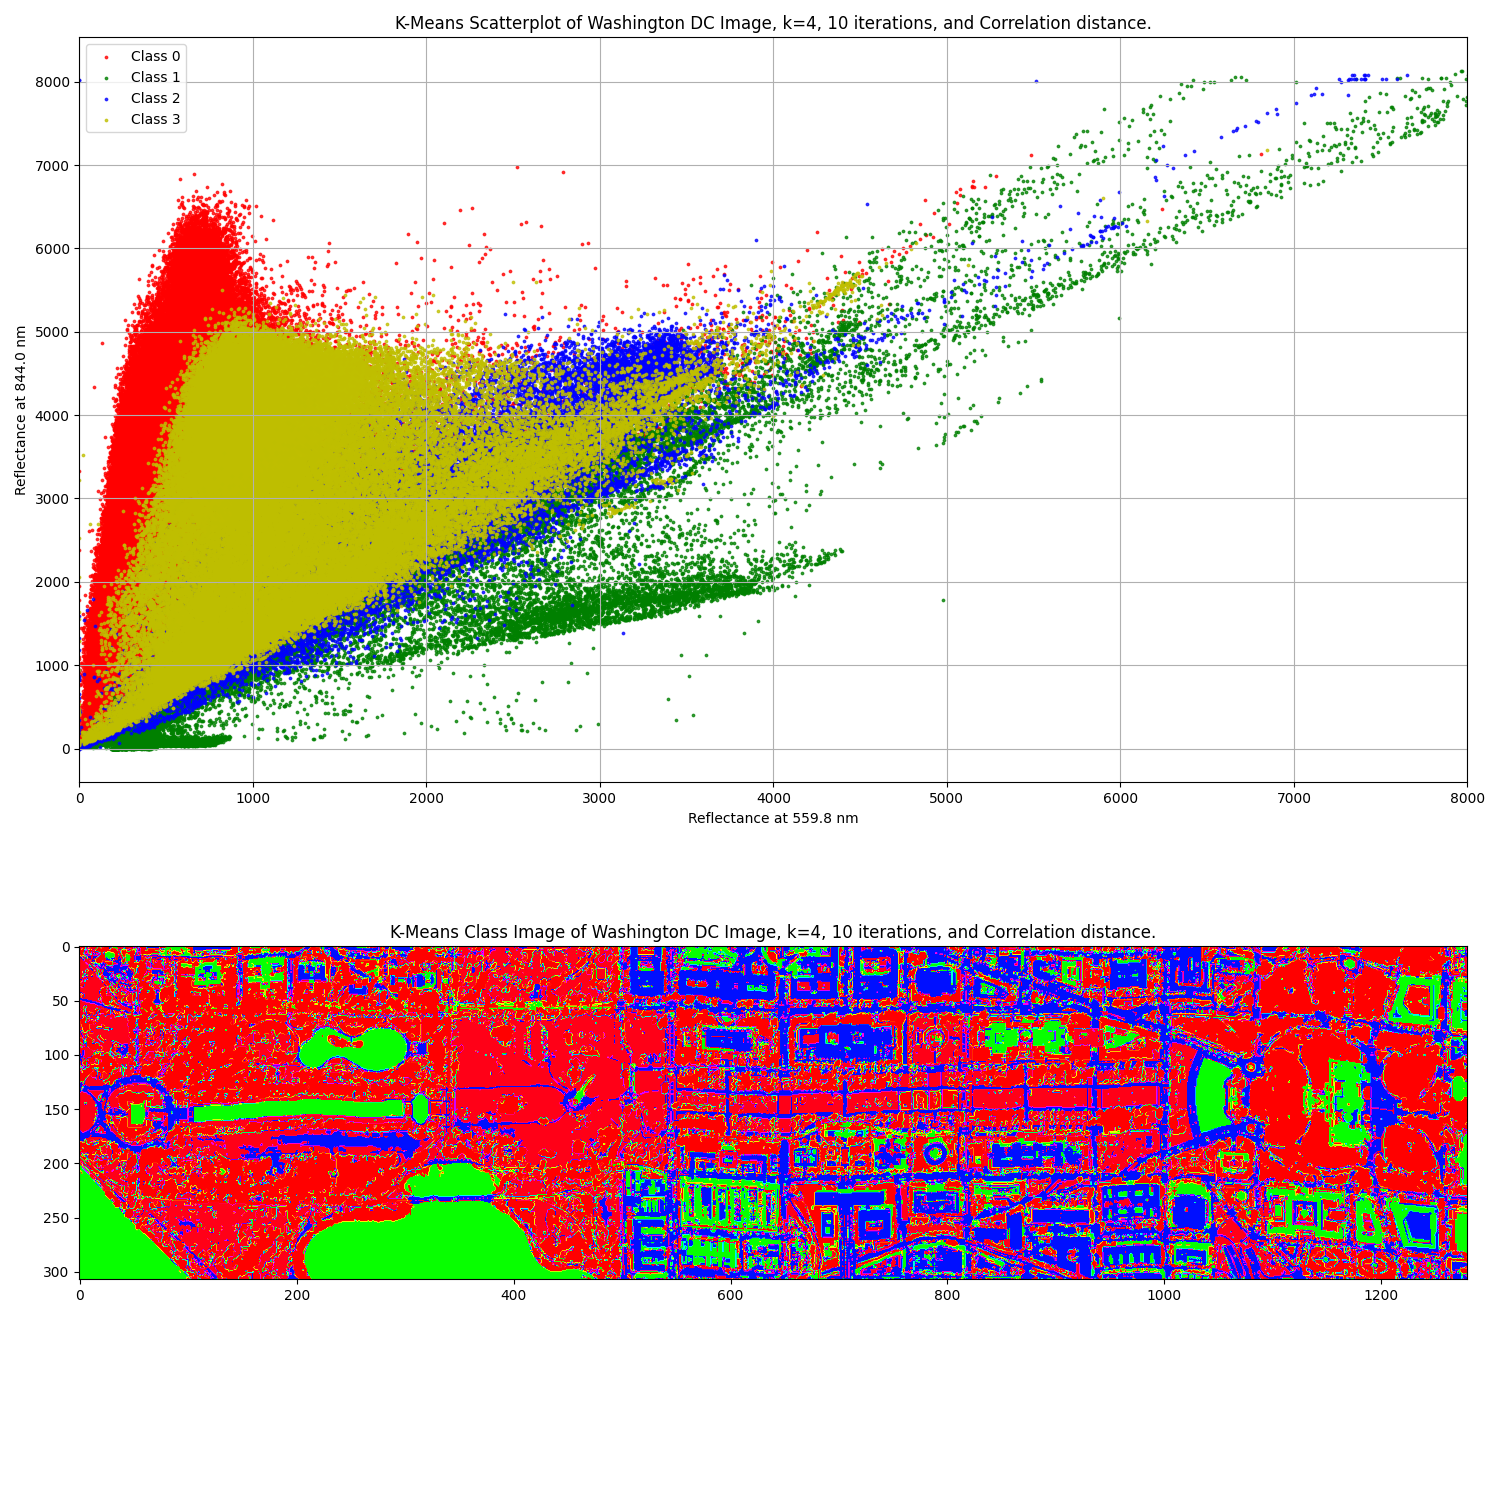 K-Means Scatterplot of Washington DC Image, k=4, 10 iterations, and Correlation distance.
Class 0
Class 1
Class 2
Class 3
8000
7000
6000
5000
4000
3000
2000
1000
0
Reflectance at 844.0 nm
0 1000 2000 3000 4000 5000 6000 7000 8000
Reflectance at 559.8 nm
K-Means Class Image of Washington DC Image, k=4, 10 iterations, and Correlation distance.
0
50
100
150
200
250
300
0 200 400 600 800 1000 1200